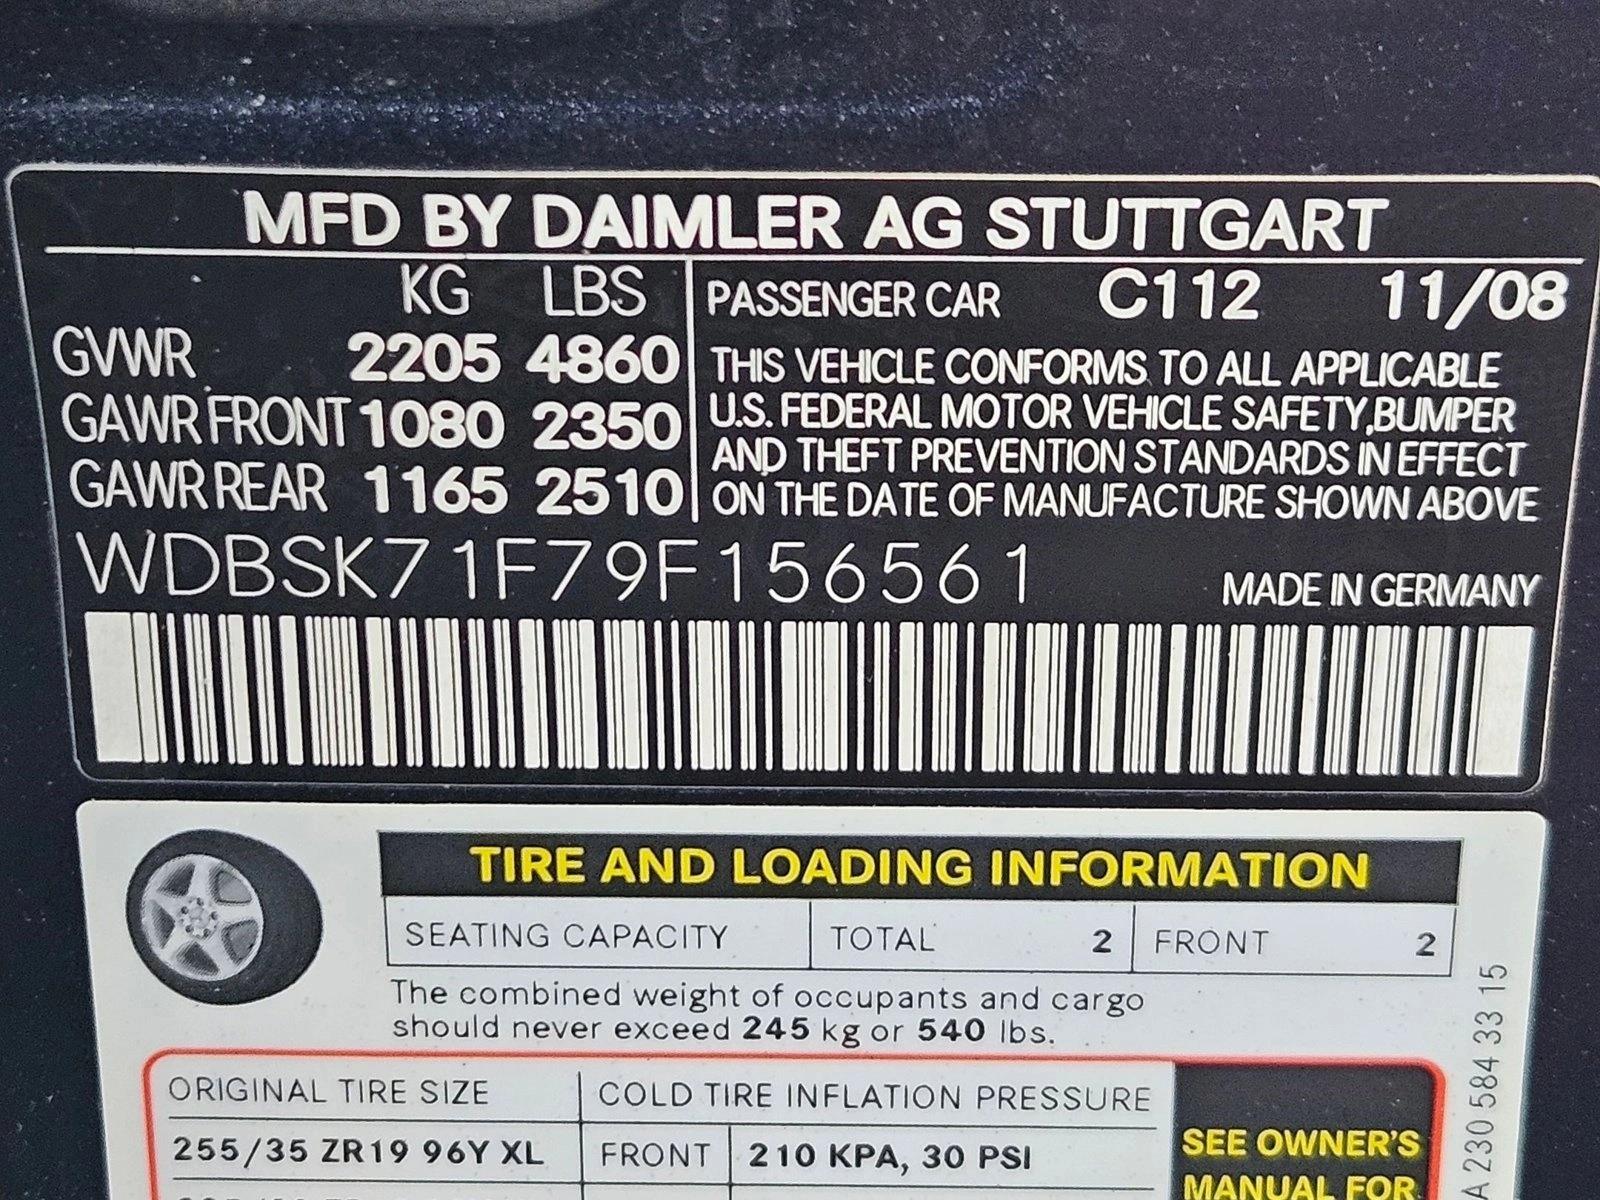 MFD BY DAIMLER AG STUTTGART
KG LBS
GVWR 2205 4860
GAWR FRONT 1080 2350
GAWR REAR 1165 2510
PASSENGER CAR C112 11/08
THIS VEHICLE CONFORMS TO ALL APPLICABLE
U.S. FEDERAL MOTOR VEHICLE SAFETY,BUMPER
AND THEFT PREVENTION STANDARDS IN EFFECT
ON THE DATE OF MANUFACTURE SHOWN ABOVE
WDBSK71F79F156561
MADE IN GERMANY
TIRE AND LOADING INFORMATION
SEATING CAPACITY TOTAL 2 FRONT 2
The combined weight of occupants and cargo
should never exceed 245 kg or 540 lbs.
ORIGINAL TIRE SIZE COLD TIRE INFLATION PRESSURE
255/35 ZR19 96Y XL FRONT 210 KPA, 30 PSI
SEE OWNER'S
MANUAL FOR
A 230 584 33 15